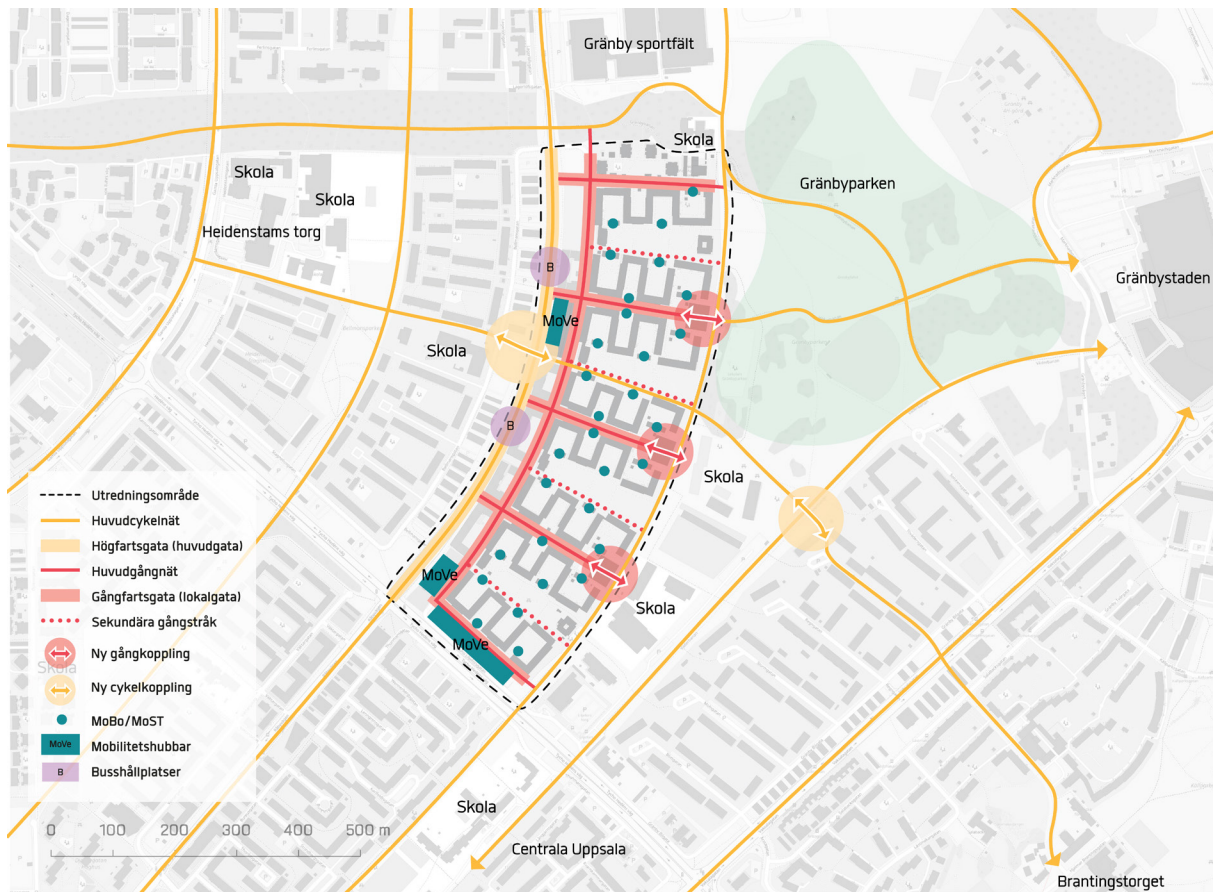 Gränby sportfält
Skola
Skola
Skola
Gränbyparken
Heidenstams torg
B
Gränbystaden
MoVe
Skola
B
Skola
MoVe
Skola
MoVe
Utredningsområde
Huvudcykelnät
Högfartsgata (huvudgata)
Huvudgångnät
Gångfartsgata (lokalgata)
Sekundära gångstråk
Ny gångkoppling
Skola
Ny cykelkoppling
MoBo/MoST
MoVe Mobilitetshubbar
B Busshållplatser
Skola
0 100 200 300 400 500 m
Centrala Uppsala
Brantingstorget